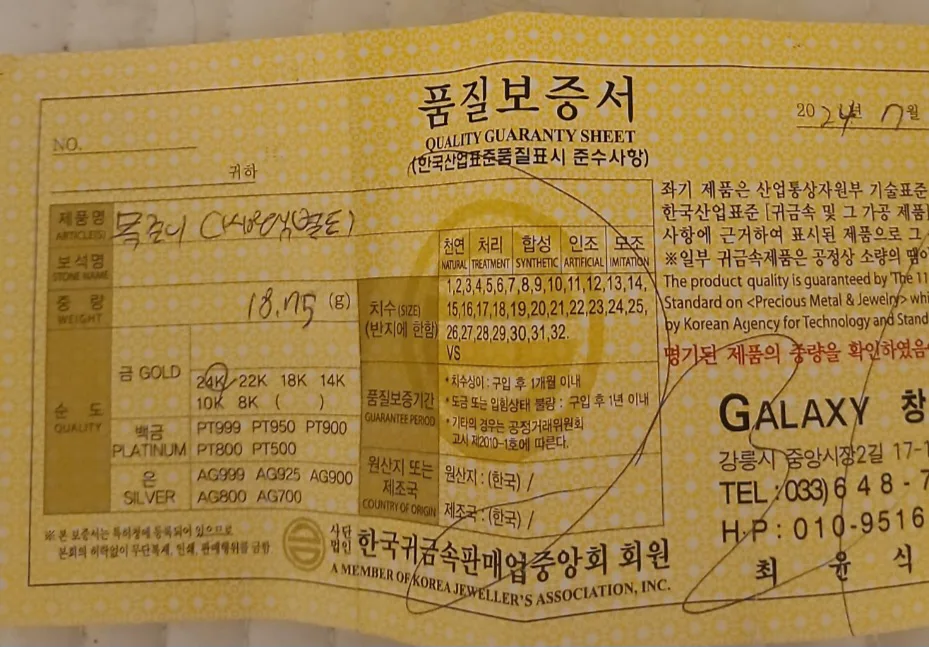 품질보증서
QUALITY GUARANTY SHEET
(한국산업표준품질표시 준수사항)
2024년 7월
NO.
귀하
제품명
ARTICLE(S)
목걸이
보석명
STONE NAME
중 량
WEIGHT
18.75 (g)
순 도
QUALITY
금 GOLD
24K 22K 18K 14K
10K 8K ( )
백금
PLATINUM
PT999 PT950 PT900
PT800 PT500
은
SILVER
AG999 AG925 AG900
AG800 AG700
천연 처리 합성 인조 모조
NATURAL TREATMENT SYNTHETIC ARTIFICIAL IMITATION
치수(SIZE)
(반지에 한함)
1,2,3,4,5,6,7,8,9,10,11,12,13,14,
15,16,17,18,19,20,21,22,23,24,25,
26,27,28,29,30,31,32.
VS
품질보증기간
GUARANTEE PERIOD
* 치수상이 : 구입 후 1개월 이내
* 도금 또는 입힘상태 불량 : 구입 후 1년 이내
* 기타의 경우는 공정거래위원회
고시 제2010-1호에 따른다.
원산지 또는
제조국
COUNTRY OF ORIGIN
원산지 : (한국) /
제조국 : (한국) /
좌기 제품은 산업통상자원부 기술표준
한국산업표준 [귀금속 및 그 가공 제품]
사항에 근거하여 표시된 제품으로 그
※일부 귀금속제품은 공정상 소량의 땜이
The product quality is guaranteed by 'The 11
Standard on <Precious Metal & Jewelry> whi
by Korean Agency for Technology and Stand
명기된 제품의 중량을 확인하였음
GALAXY 창
강릉시 중앙시장2길 17-1
TEL : 033) 6 4 8 - 7
H·P : 010-9516
최 윤 식
※ 본 보증서는 특허청에 등록되어 있으므로
본회의 허락없이 무단복제, 인쇄, 판매행위를 금함
사단
법인 한국귀금속판매업중앙회 회원
A MEMBER OF KOREA JEWELLER'S ASSOCIATION, INC.